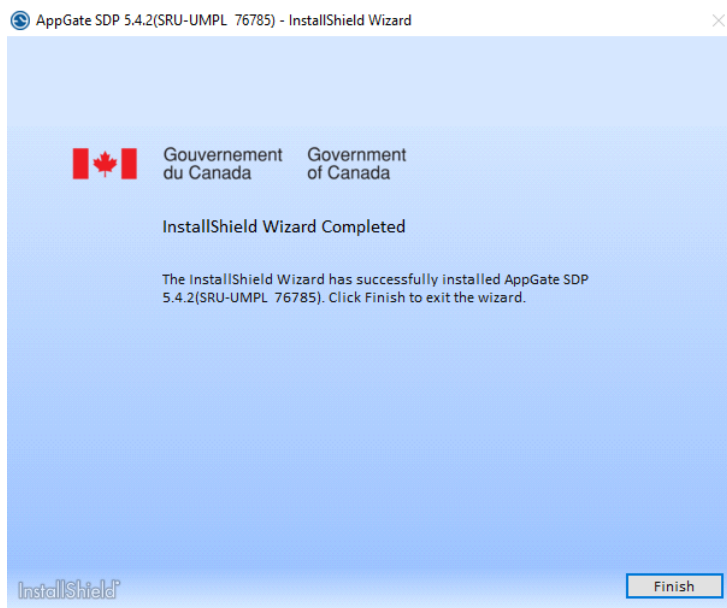 AppGate SDP 5.4.2(SRU-UMPL 76785) - InstallShield Wizard
Gouvernement du Canada
Government of Canada
InstallShield Wizard Completed
The InstallShield Wizard has successfully installed AppGate SDP
5.4.2(SRU-UMPL 76785). Click Finish to exit the wizard.
InstallShield
Finish